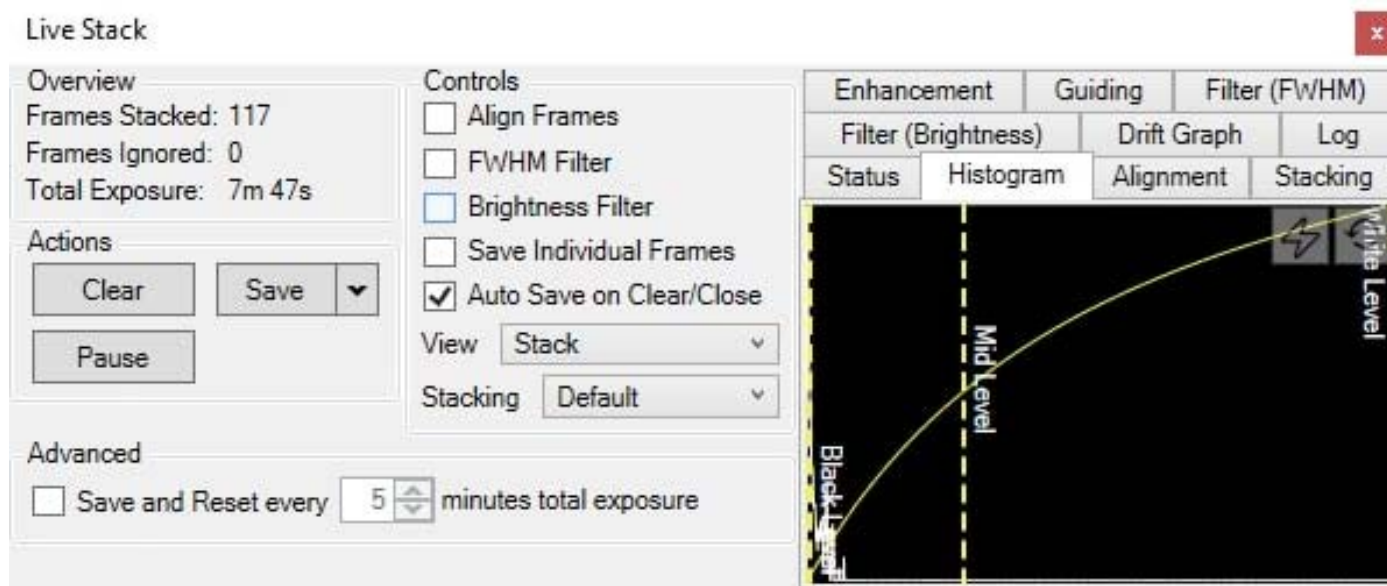 Live Stack
x
Overview
Frames Stacked: 117
Frames Ignored: 0
Total Exposure: 7m 47s
Actions
Clear
Save
Pause
Controls
Align Frames
FWHM Filter
Brightness Filter
Save Individual Frames
Auto Save on Clear/Close
View Stack
Stacking Default
Advanced
Save and Reset every 5 minutes total exposure
Enhancement Guiding Filter (FWHM)
Filter (Brightness) Drift Graph Log
Status Histogram Alignment Stacking
Black Level
Mid Level
White Level